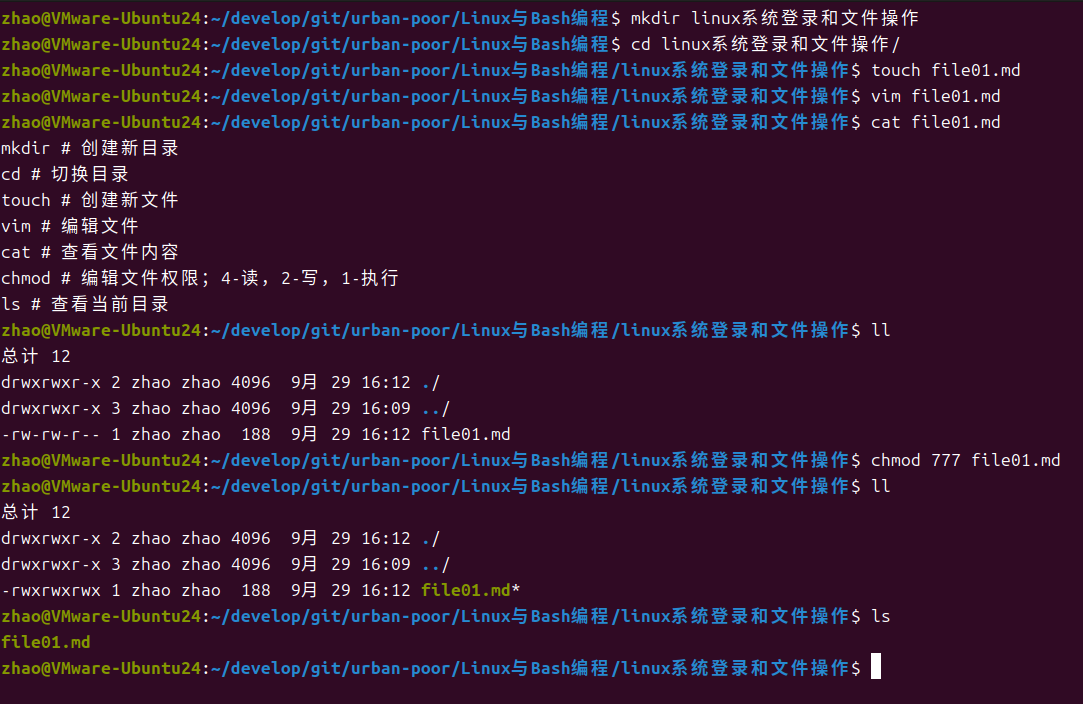 zhao@VMware-Ubuntu24:~/develop/git/urban-poor/Linux与Bash编程$ mkdir linux系统登录和文件操作
zhao@VMware-Ubuntu24:~/develop/git/urban-poor/Linux与Bash编程$ cd linux系统登录和文件操作/
zhao@VMware-Ubuntu24:~/develop/git/urban-poor/Linux与Bash编程/linux系统登录和文件操作$ touch file01.md
zhao@VMware-Ubuntu24:~/develop/git/urban-poor/Linux与Bash编程/linux系统登录和文件操作$ vim file01.md
zhao@VMware-Ubuntu24:~/develop/git/urban-poor/Linux与Bash编程/linux系统登录和文件操作$ cat file01.md
mkdir # 创建新目录
cd # 切换目录
touch # 创建新文件
vim # 编辑文件
cat # 查看文件内容
chmod # 编辑文件权限；4-读，2-写，1-执行
ls # 查看当前目录
zhao@VMware-Ubuntu24:~/develop/git/urban-poor/Linux与Bash编程/linux系统登录和文件操作$ ll
总计 12
drwxrwxr-x 2 zhao zhao 4096  9月 29 16:12 ./
drwxrwxr-x 3 zhao zhao 4096  9月 29 16:09 ../
-rw-rw-r-- 1 zhao zhao  188  9月 29 16:12 file01.md
zhao@VMware-Ubuntu24:~/develop/git/urban-poor/Linux与Bash编程/linux系统登录和文件操作$ chmod 777 file01.md
zhao@VMware-Ubuntu24:~/develop/git/urban-poor/Linux与Bash编程/linux系统登录和文件操作$ ll
总计 12
drwxrwxr-x 2 zhao zhao 4096  9月 29 16:12 ./
drwxrwxr-x 3 zhao zhao 4096  9月 29 16:09 ../
-rwxrwxrwx 1 zhao zhao  188  9月 29 16:12 file01.md*
zhao@VMware-Ubuntu24:~/develop/git/urban-poor/Linux与Bash编程/linux系统登录和文件操作$ ls
file01.md
zhao@VMware-Ubuntu24:~/develop/git/urban-poor/Linux与Bash编程/linux系统登录和文件操作$